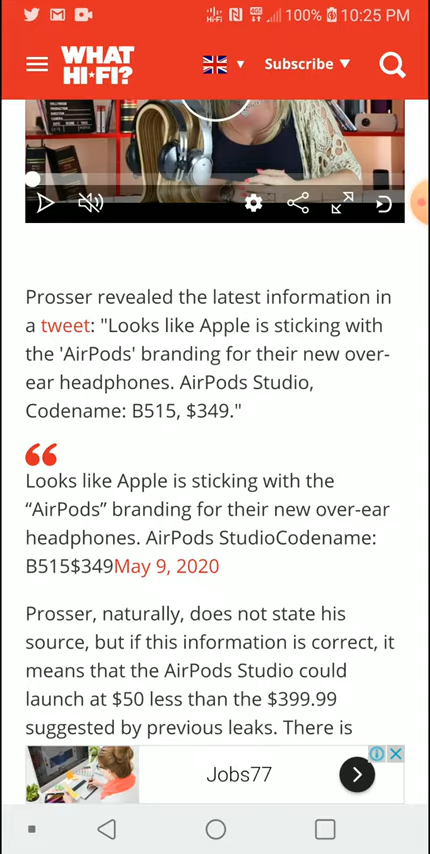 Hi-Fi 4GE 100% 10:25 PM
WHAT
HI★FI?
Subscribe
Prosser revealed the latest information in
a tweet: "Looks like Apple is sticking with
the 'AirPods' branding for their new over-
ear headphones. AirPods Studio,
Codename: B515, $349."
Looks like Apple is sticking with the
“AirPods” branding for their new over-ear
headphones. AirPods StudioCodename:
B515$349May 9, 2020
Prosser, naturally, does not state his
source, but if this information is correct, it
means that the AirPods Studio could
launch at $50 less than the $399.99
suggested by previous leaks. There is
Jobs77